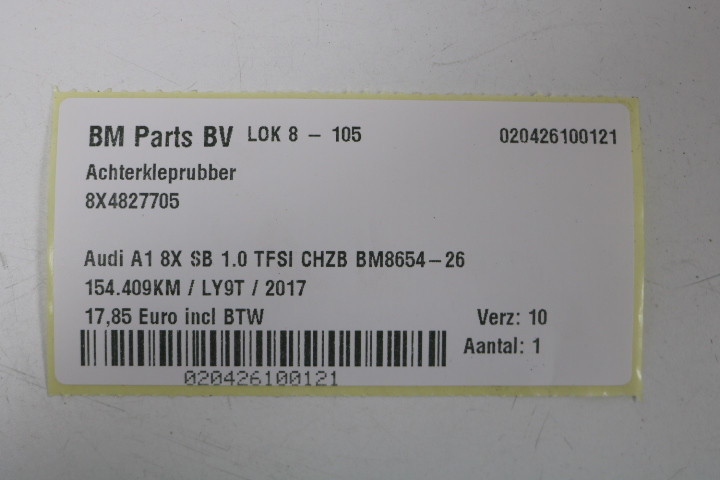 BM Parts BV LOK 8 - 105 020426100121
Achterkleprubber
8X4827705
Audi A1 8X SB 1.0 TFSI CHZB BM8654-26
154.409KM / LY9T / 2017
17,85 Euro incl BTW Verz: 10
Aantal: 1
020426100121